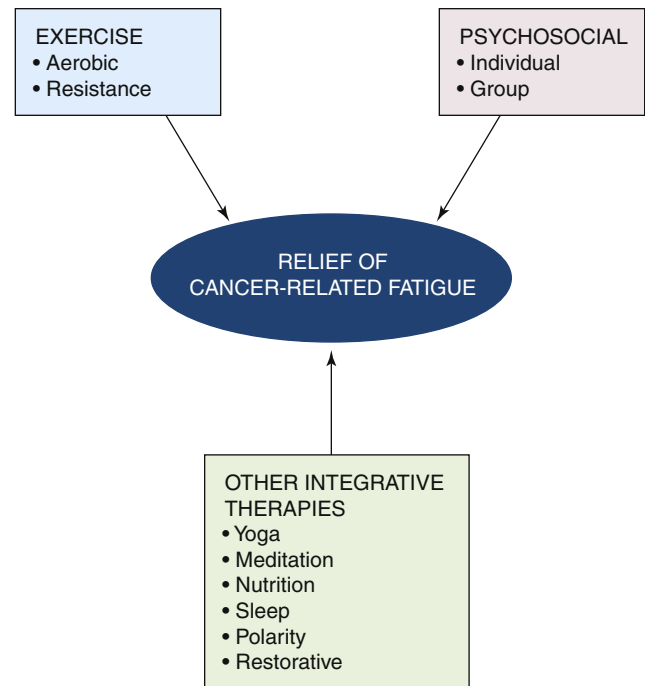 EXERCISE
• Aerobic
• Resistance
PSYCHOSOCIAL
• Individual
• Group
RELIEF OF
CANCER-RELATED FATIGUE
OTHER INTEGRATIVE
THERAPIES
• Yoga
• Meditation
• Nutrition
• Sleep
• Polarity
• Restorative